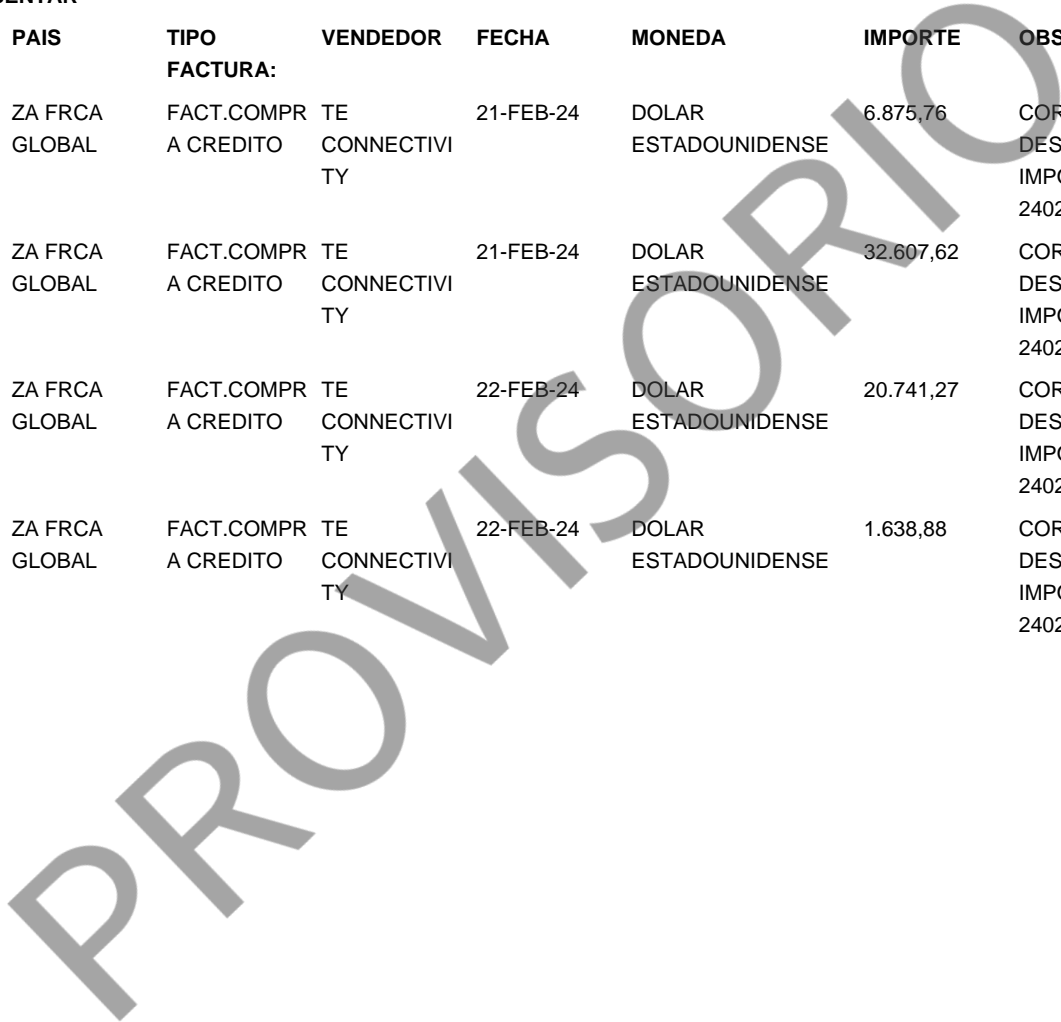 PAIS TIPO VENDEDOR FECHA MONEDA IMPORTE
FACTURA:
ZA FRCA FACT.COMPR TE 21-FEB-24 DOLAR 6.875,76
GLOBAL A CREDITO CONNECTIVI ESTADOUNIDENSE
TY
ZA FRCA FACT.COMPR TE 21-FEB-24 DOLAR 32.607,62
GLOBAL A CREDITO CONNECTIVI ESTADOUNIDENSE
TY
ZA FRCA FACT.COMPR TE 22-FEB-24 DOLAR 20.741,27
GLOBAL A CREDITO CONNECTIVI ESTADOUNIDENSE
TY
ZA FRCA FACT.COMPR TE 22-FEB-24 DOLAR 1.638,88
GLOBAL A CREDITO CONNECTIVI ESTADOUNIDENSE
TY
PROVISORIO